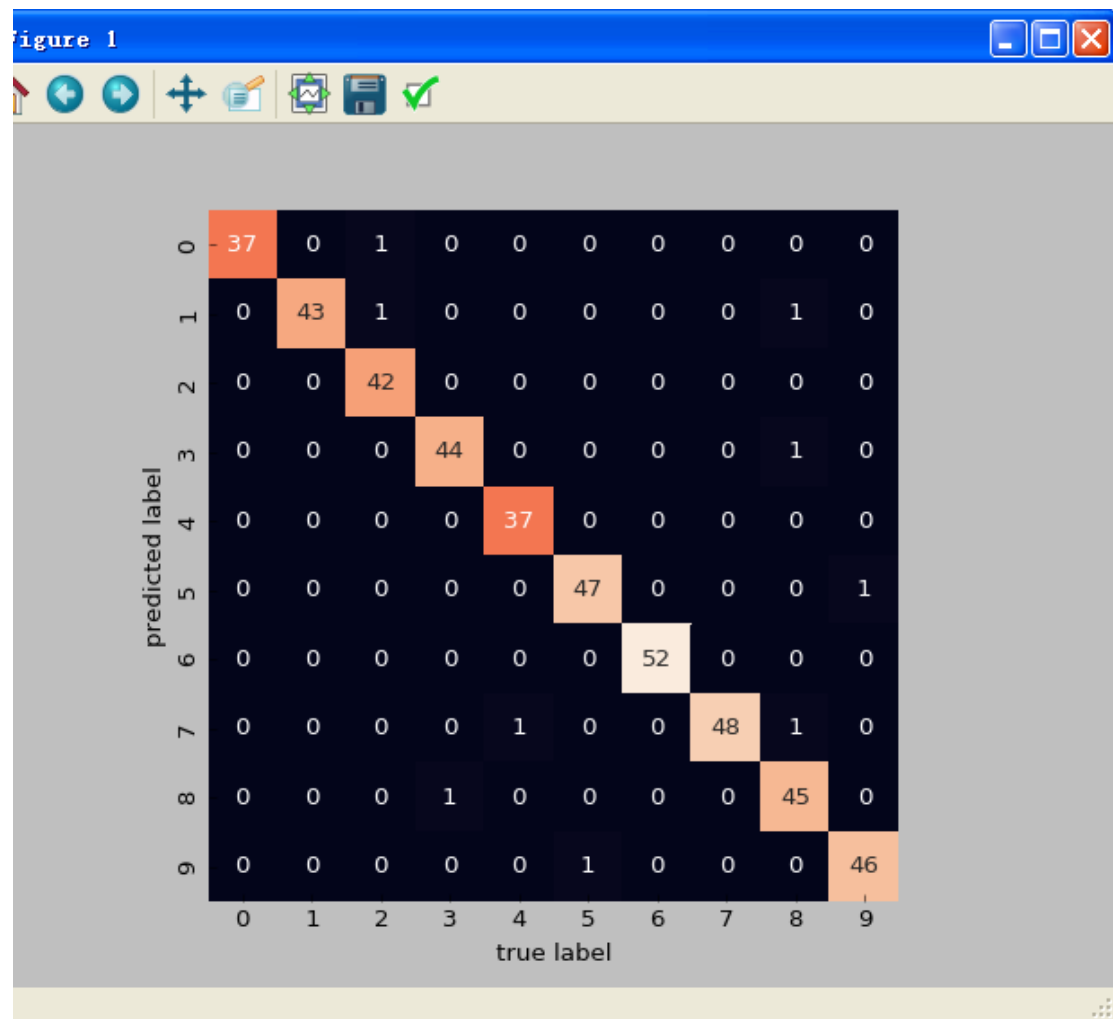 Figure 1
0 37 0 1 0 0 0 0 0 0 0
1 0 43 1 0 0 0 0 0 1 0
2 0 0 42 0 0 0 0 0 0 0
3 0 0 0 44 0 0 0 0 1 0
4 0 0 0 0 37 0 0 0 0 0
5 0 0 0 0 0 47 0 0 0 1
6 0 0 0 0 0 0 52 0 0 0
7 0 0 0 0 1 0 0 48 1 0
8 0 0 0 1 0 0 0 0 45 0
9 0 0 0 0 0 1 0 0 0 46
predicted label
0 1 2 3 4 5 6 7 8 9
true label